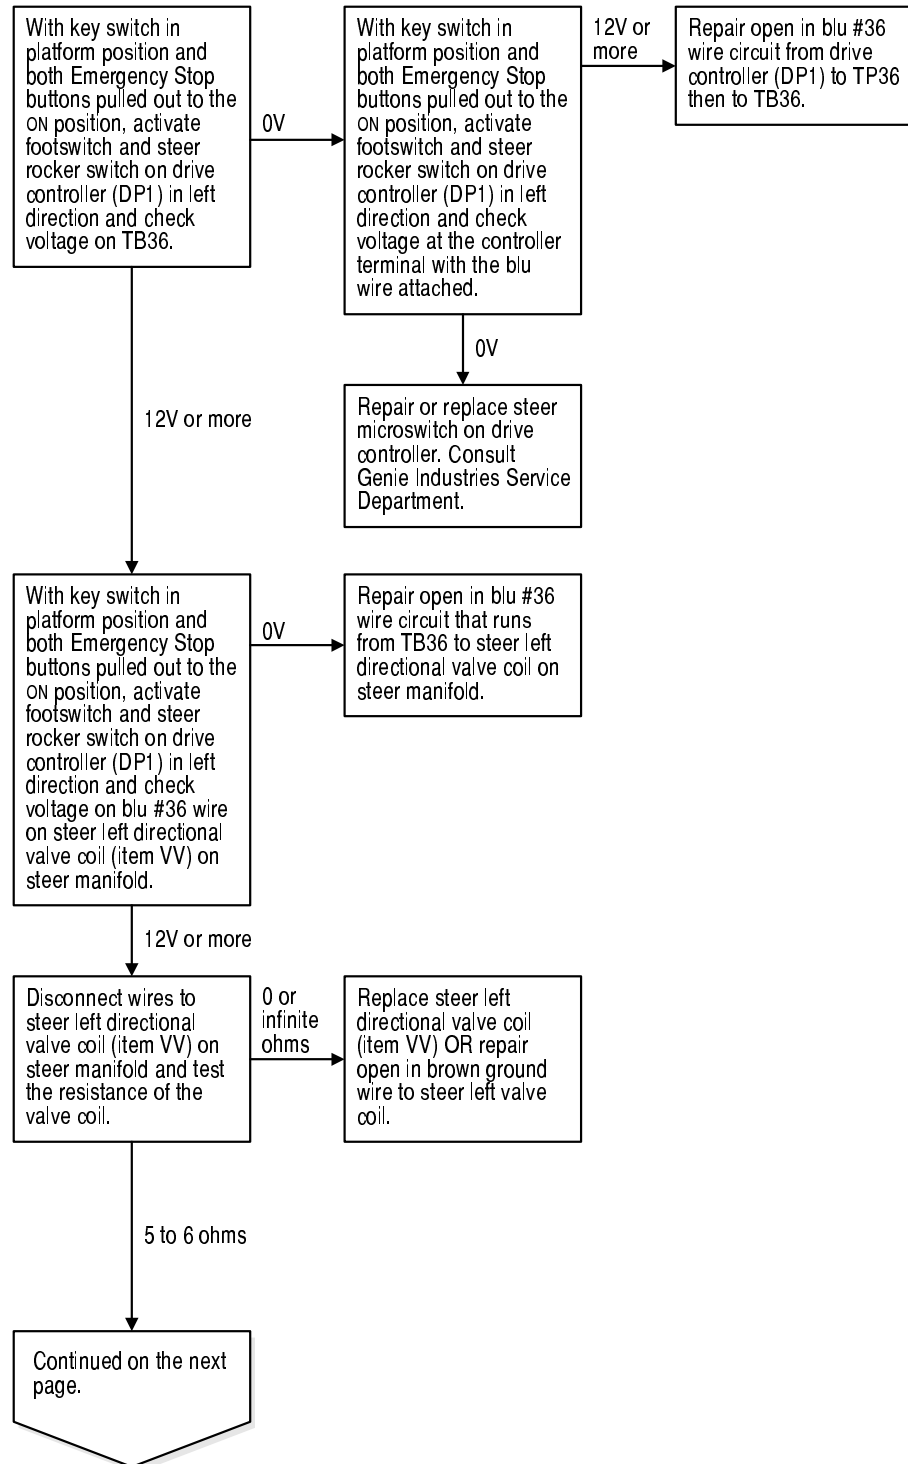 With key switch in
platform position and
both Emergency Stop
buttons pulled out to the
ON position, activate
footswitch and steer
rocker switch on drive
controller (DP1) in left
direction and check
voltage on TB36.
0V
With key switch in
platform position and
both Emergency Stop
buttons pulled out to the
ON position, activate
footswitch and steer
rocker switch on drive
controller (DP1) in left
direction and check
voltage at the controller
terminal with the blu
wire attached.
12V or
more
Repair open in blu #36
wire circuit from drive
controller (DP1) to TP36
then to TB36.
0V
Repair or replace steer
microswitch on drive
controller. Consult
Genie Industries Service
Department.
12V or more
With key switch in
platform position and
both Emergency Stop
buttons pulled out to the
ON position, activate
footswitch and steer
rocker switch on drive
controller (DP1) in left
direction and check
voltage on blu #36 wire
on steer left directional
valve coil (item VV) on
steer manifold.
0V
Repair open in blu #36
wire circuit that runs
from TB36 to steer left
directional valve coil on
steer manifold.
12V or more
Disconnect wires to
steer left directional
valve coil (item VV) on
steer manifold and test
the resistance of the
valve coil.
0 or
infinite
ohms
Replace steer left
directional valve coil
(item VV) OR repair
open in brown ground
wire to steer left valve
coil.
5 to 6 ohms
Continued on the next
page.